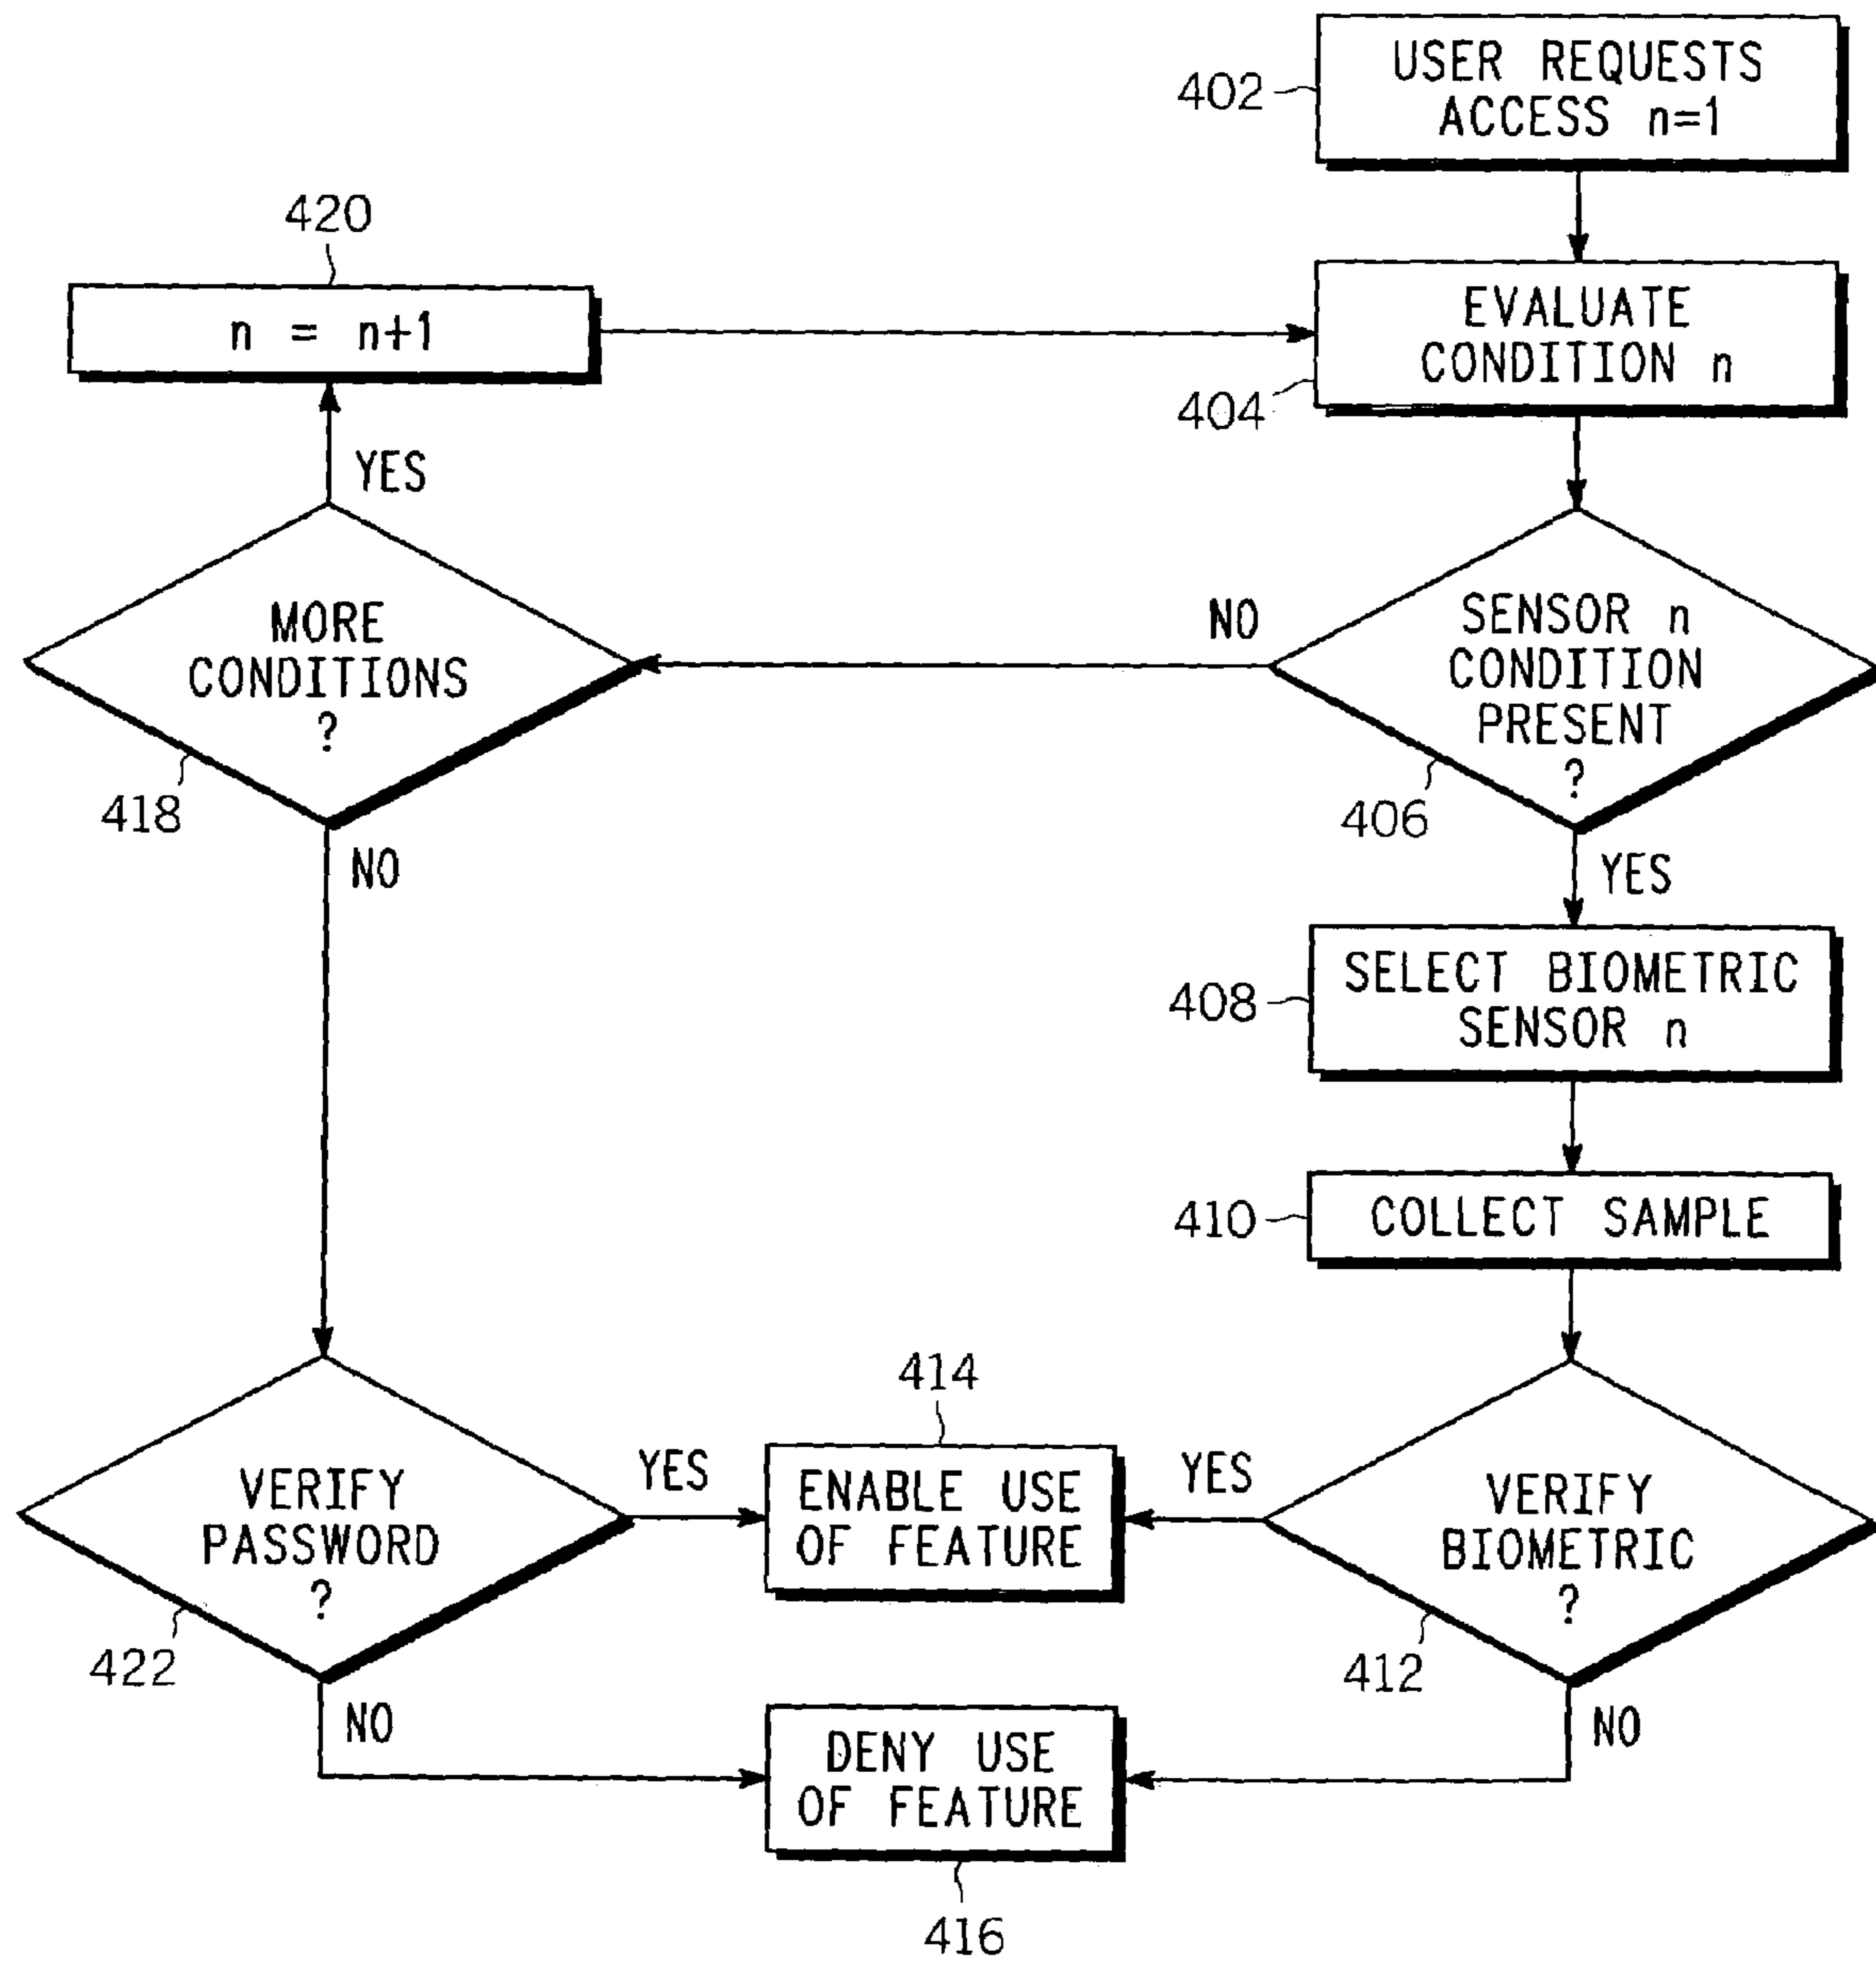 402
USER REQUESTS
ACCESS n=1
420
n = n+1
EVALUATE
CONDITION n
404
YES
MORE
CONDITIONS
?
418
NO
NO
SENSOR n
CONDITION
PRESENT
?
406
YES
408
SELECT BIOMETRIC
SENSOR n
410
COLLECT SAMPLE
VERIFY
PASSWORD
?
422
YES
NO
414
ENABLE USE
OF FEATURE
YES
VERIFY
BIOMETRIC
?
412
NO
DENY USE
OF FEATURE
416